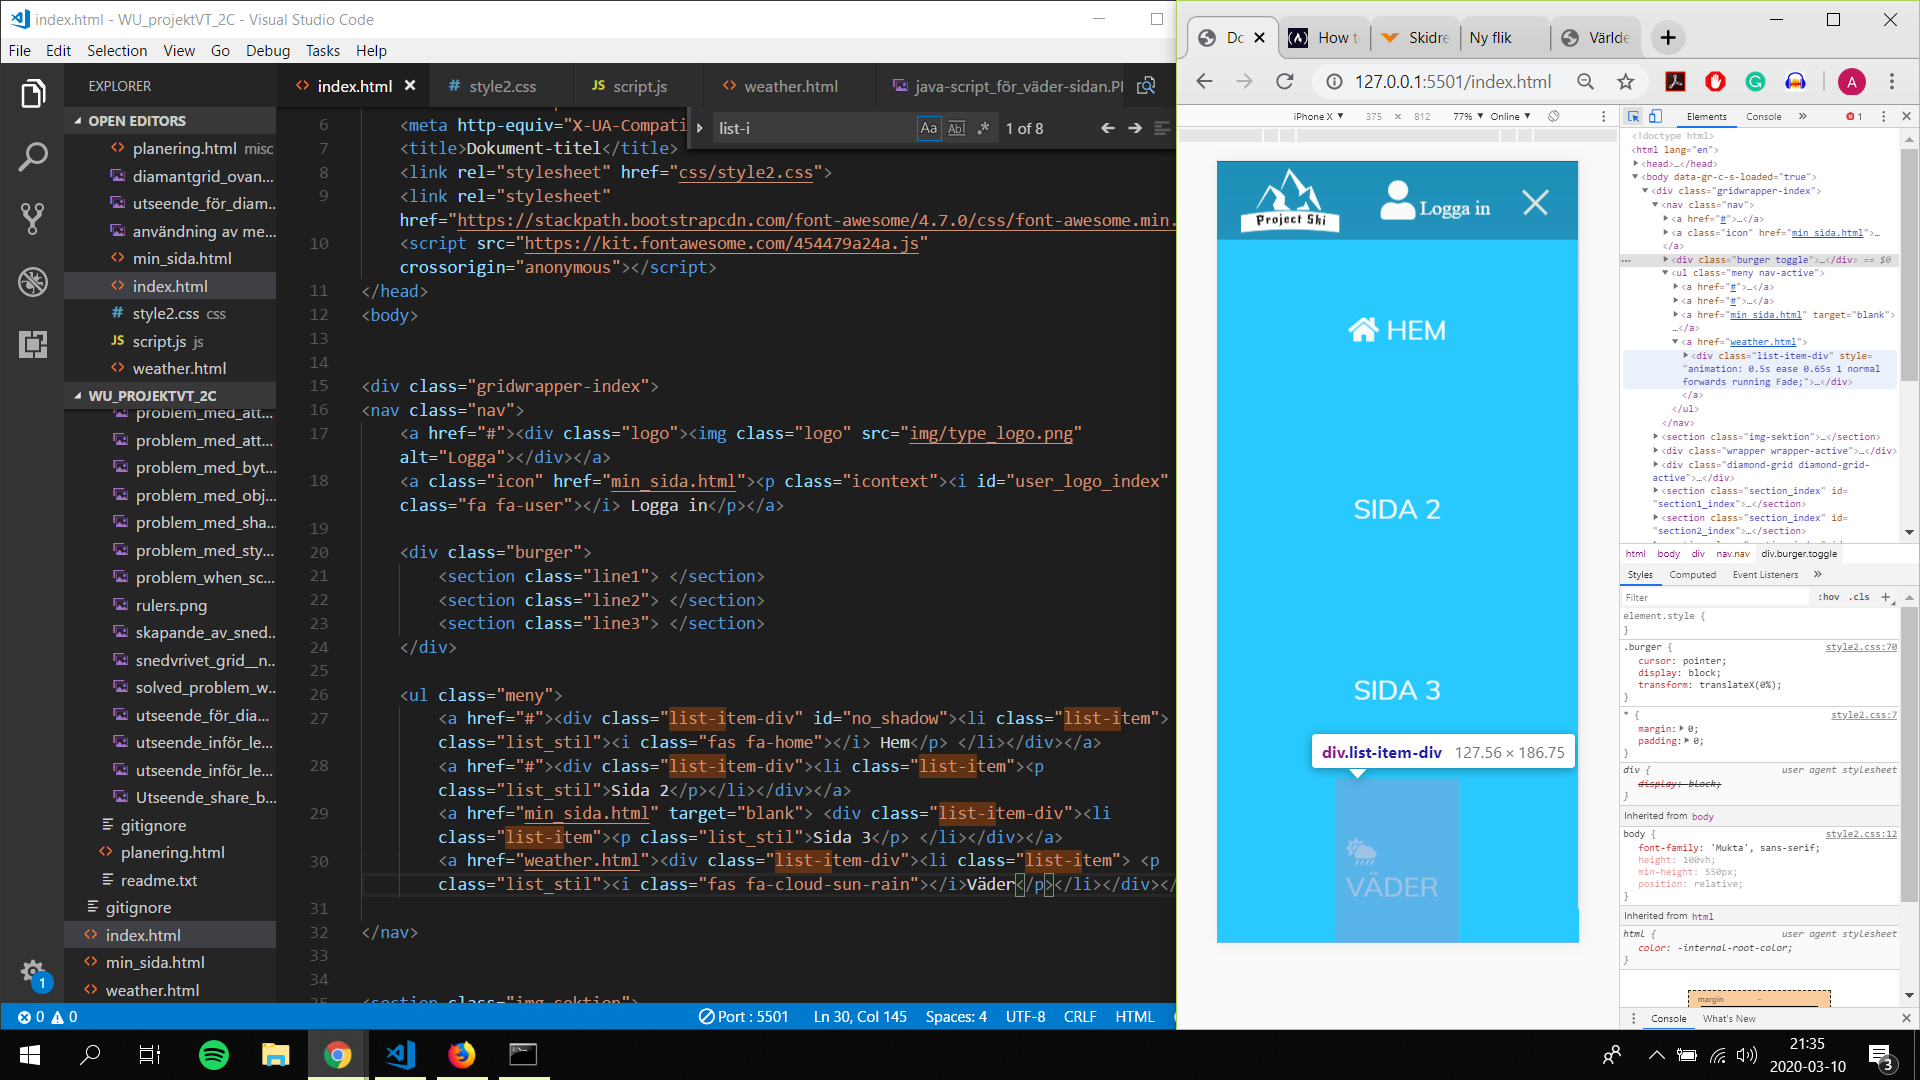 index.html - WU_projektVT_2C - Visual Studio Code
File Edit Selection View Go Debug Tasks Help
EXPLORER
OPEN EDITORS
planering.html misc
diamantgrid_ovan...
utseende_för_diam...
användning av me...
min_sida.html
index.html
style2.css css
script.js js
weather.html
WU_PROJEKTVT_2C
problem_med_att...
problem_med_att...
problem_med_byt...
problem_med_obj...
problem_med_sha...
problem_med_sty...
problem_when_sc...
rulers.png
skapande_av_sned...
snedvrivet_grid__n...
solved_problem_w...
utseende_för_dia...
utseende_inför_le...
utseende_inför_le...
Utseende_share_b...
gitignore
planering.html
readme.txt
gitignore
index.html
min_sida.html
weather.html
1
index.html style2.css script.js weather.html java-script_för_väder-sidan.P
list-i Aa Abl .* 1 of 8
6 <meta http-equiv="X-UA-Compati
7 <title>Dokument-titel</title>
8 <link rel="stylesheet" href="css/style2.css">
9 <link rel="stylesheet"
href="https://stackpath.bootstrapcdn.com/font-awesome/4.7.0/css/font-awesome.min.
10 <script src="https://kit.fontawesome.com/454479a24a.js"
crossorigin="anonymous"></script>
11 </head>
12 <body>
13
14
15 <div class="gridwrapper-index">
16 <nav class="nav">
17 <a href="#"><div class="logo"><img class="logo" src="img/type_logo.png"
alt="Logga"></div></a>
18 <a class="icon" href="min_sida.html"><p class="icontext"><i id="user_logo_index"
class="fa fa-user"></i> Logga in</p></a>
19
20 <div class="burger">
21 <section class="line1"> </section>
22 <section class="line2"> </section>
23 <section class="line3"> </section>
24 </div>
25
26 <ul class="meny">
27 <a href="#"><div class="list-item-div" id="no_shadow"><li class="list-item">
class="list_stil"><i class="fas fa-home"></i> Hem</p> </li></div></a>
28 <a href="#"><div class="list-item-div"><li class="list-item"><p
class="list_stil">Sida 2</p></li></div></a>
29 <a href="min_sida.html" target="blank"> <div class="list-item-div"><li
class="list-item"><p class="list_stil">Sida 3</p> </li></div></a>
30 <a href="weather.html"><div class="list-item-div"><li class="list-item"> <p
class="list_stil"><i class="fas fa-cloud-sun-rain"></i>Väder</p></li></div></
31
32 </nav>
33
34
35 <section class="img-sektion">
0 0 Port : 5501 Ln 30, Col 145 Spaces: 4 UTF-8 CRLF HTML
Do How t Skidre Ny flik Världe
127.0.0.1:5501/index.html A
iPhone X 375 × 812 77% Online
Project Ski
Logga in
HEM
SIDA 2
SIDA 3
div.list-item-div 127.56 × 186.75
VÄDER
Elements Console » 1
<!doctype html>
<html lang="en">
<head>…</head>
<body data-gr-c-s-loaded="true">
<div class="gridwrapper-index">
<nav class="nav">
<a href="#">…</a>
<a class="icon" href="min_sida.html">…
</a>
… <div class="burger toggle">…</div> == $0
<ul class="meny nav-active">
<a href="#">…</a>
<a href="#">…</a>
<a href="min_sida.html" target="blank">
…</a>
<a href="weather.html">
<div class="list-item-div" style=
"animation: 0.5s ease 0.65s 1 normal
forwards running Fade;">…</div>
</a>
</ul>
</nav>
<section class="img-sektion">…</section>
<div class="wrapper wrapper-active">…</div>
<div class="diamond-grid diamond-grid-
active">…</div>
<section class="section_index" id=
"section1_index">…</section>
<section class="section_index" id=
"section2_index">…</section>
html body div nav.nav div.burger.toggle
Styles Computed Event Listeners »
Filter :hov .cls +
element.style {
}
.burger { style2.css:70
cursor: pointer;
display: block;
transform: translateX(0%);
}
* { style2.css:7
margin: 0;
padding: 0;
}
div { user agent stylesheet
display: block;
}
Inherited from body
body { style2.css:12
font-family: 'Mukta', sans-serif;
height: 100vh;
min-height: 550px;
position: relative;
}
Inherited from html
html { user agent stylesheet
color: -internal-root-color;
}
margin –
Console What's New
21:35
2020-03-10
3